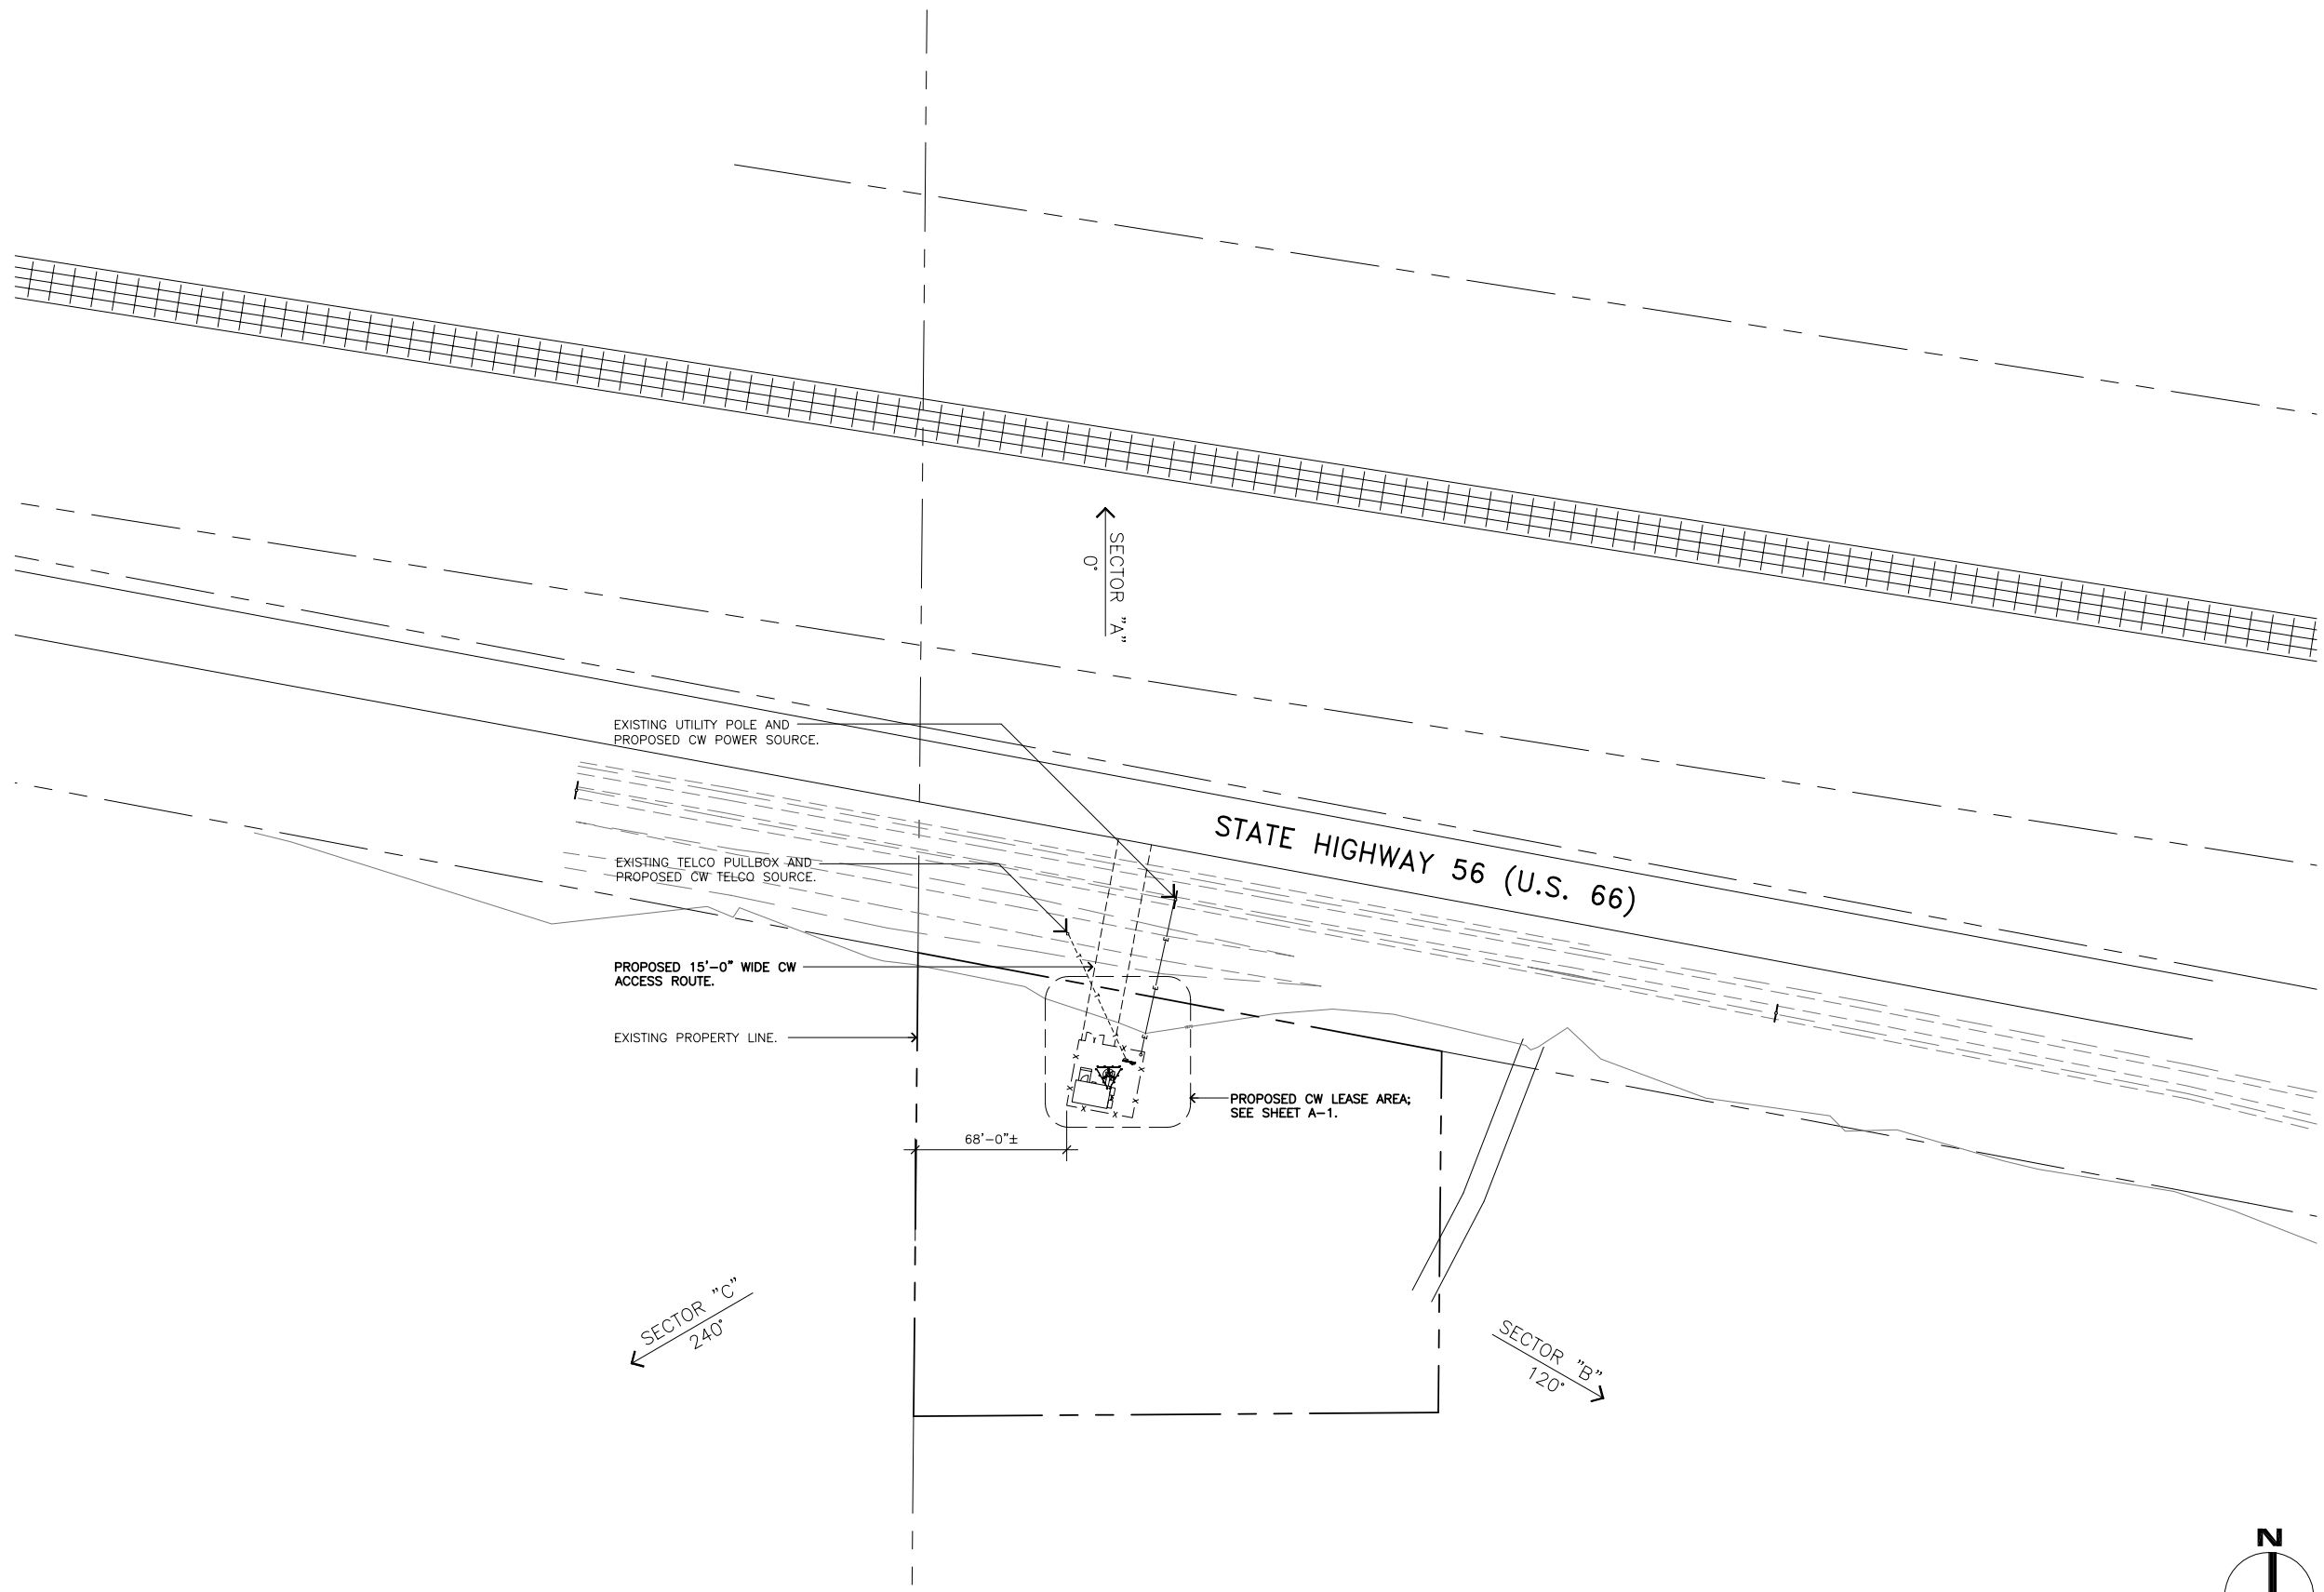 SECTOR "A"
0°
EXISTING UTILITY POLE AND
PROPOSED CW POWER SOURCE.
STATE HIGHWAY 56 (U.S. 66)
EXISTING TELCO PULLBOX AND
PROPOSED CW TELCO SOURCE.
PROPOSED 15'-0" WIDE CW
ACCESS ROUTE.
EXISTING PROPERTY LINE.
PROPOSED CW LEASE AREA;
SEE SHEET A-1.
68'-0"±
SECTOR "C"
240°
SECTOR "B"
120°
N